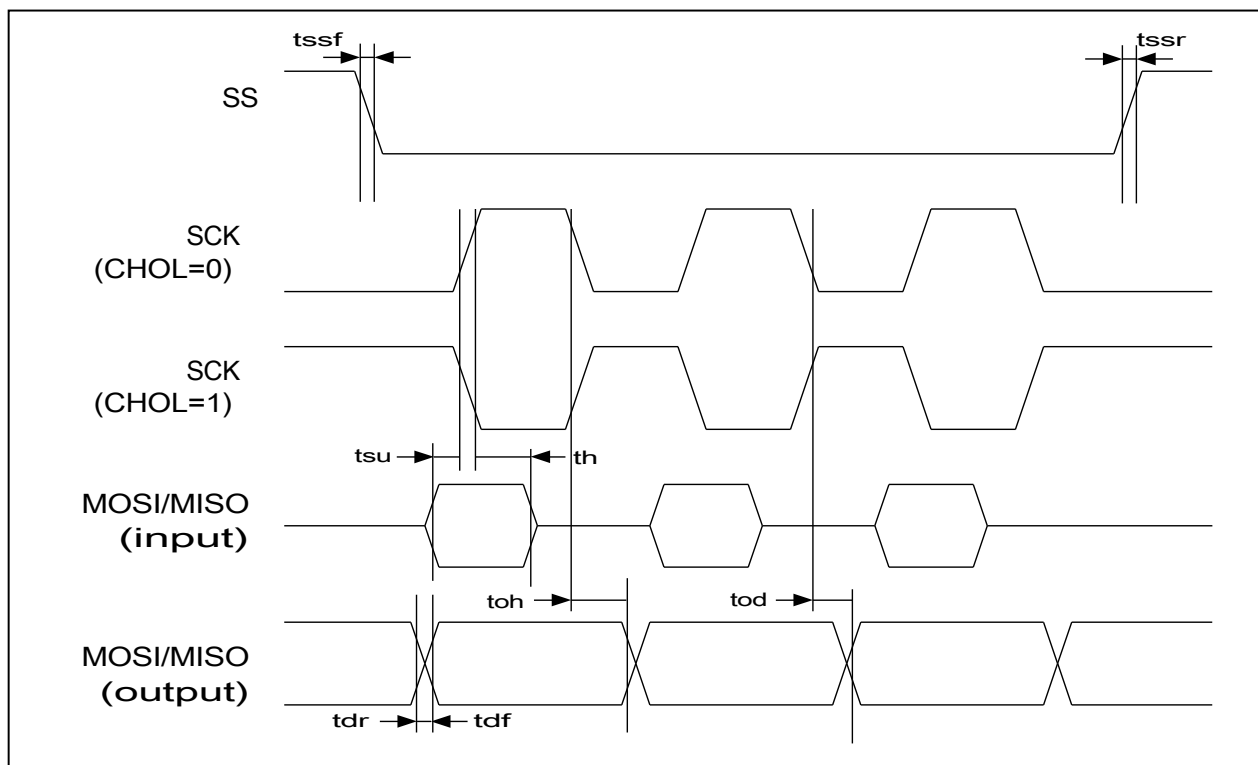 tssf
tssr
SS
SCK
(CHOL=0)
SCK
(CHOL=1)
tsu
th
MOSI/MISO
(input)
toh
tod
MOSI/MISO
(output)
tdr
tdf